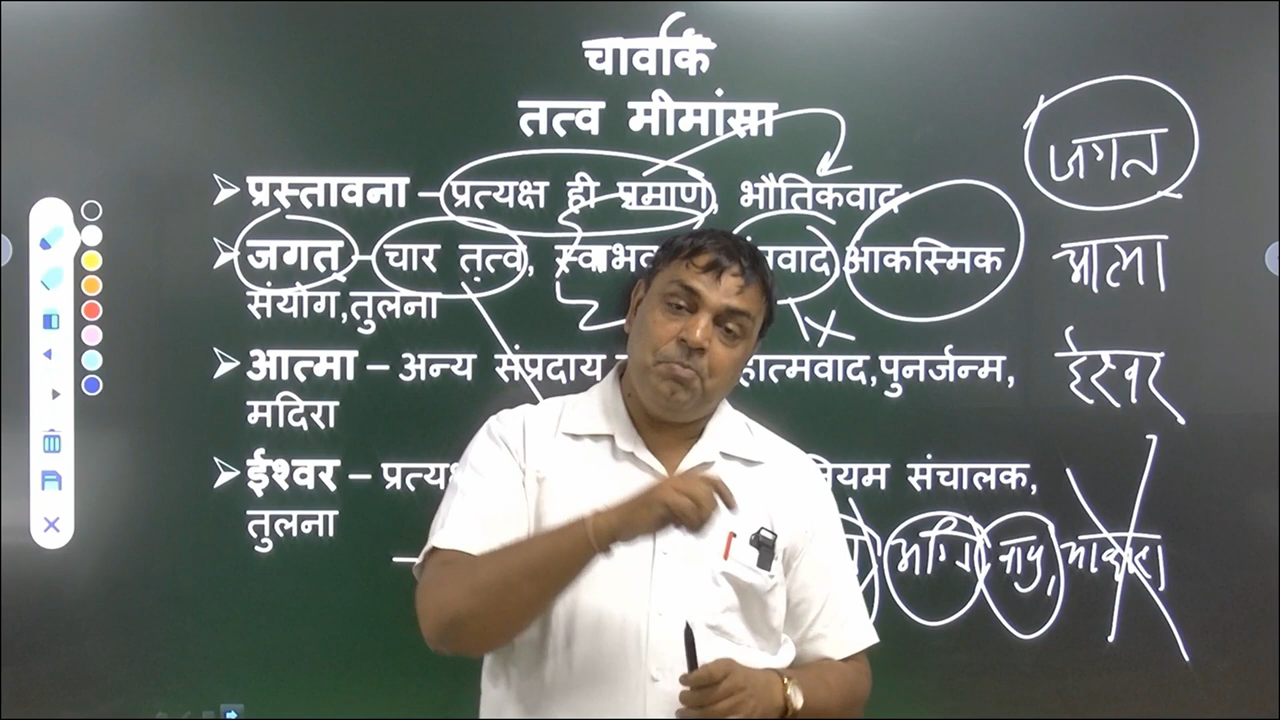 चार्वाक
तत्व मीमांसा
प्रस्तावना – प्रत्यक्ष ही प्रमाण, भौतिकवाद
जगत् – चार तत्व, आकस्मिक
संयोग,तुलना
आत्मा – अन्य संप्रदाय पुनर्जन्म,
मदिरा
ईश्वर – संचालक,
तुलना
जगत
आत्मा
ईश्वर
अग्नि वायु,